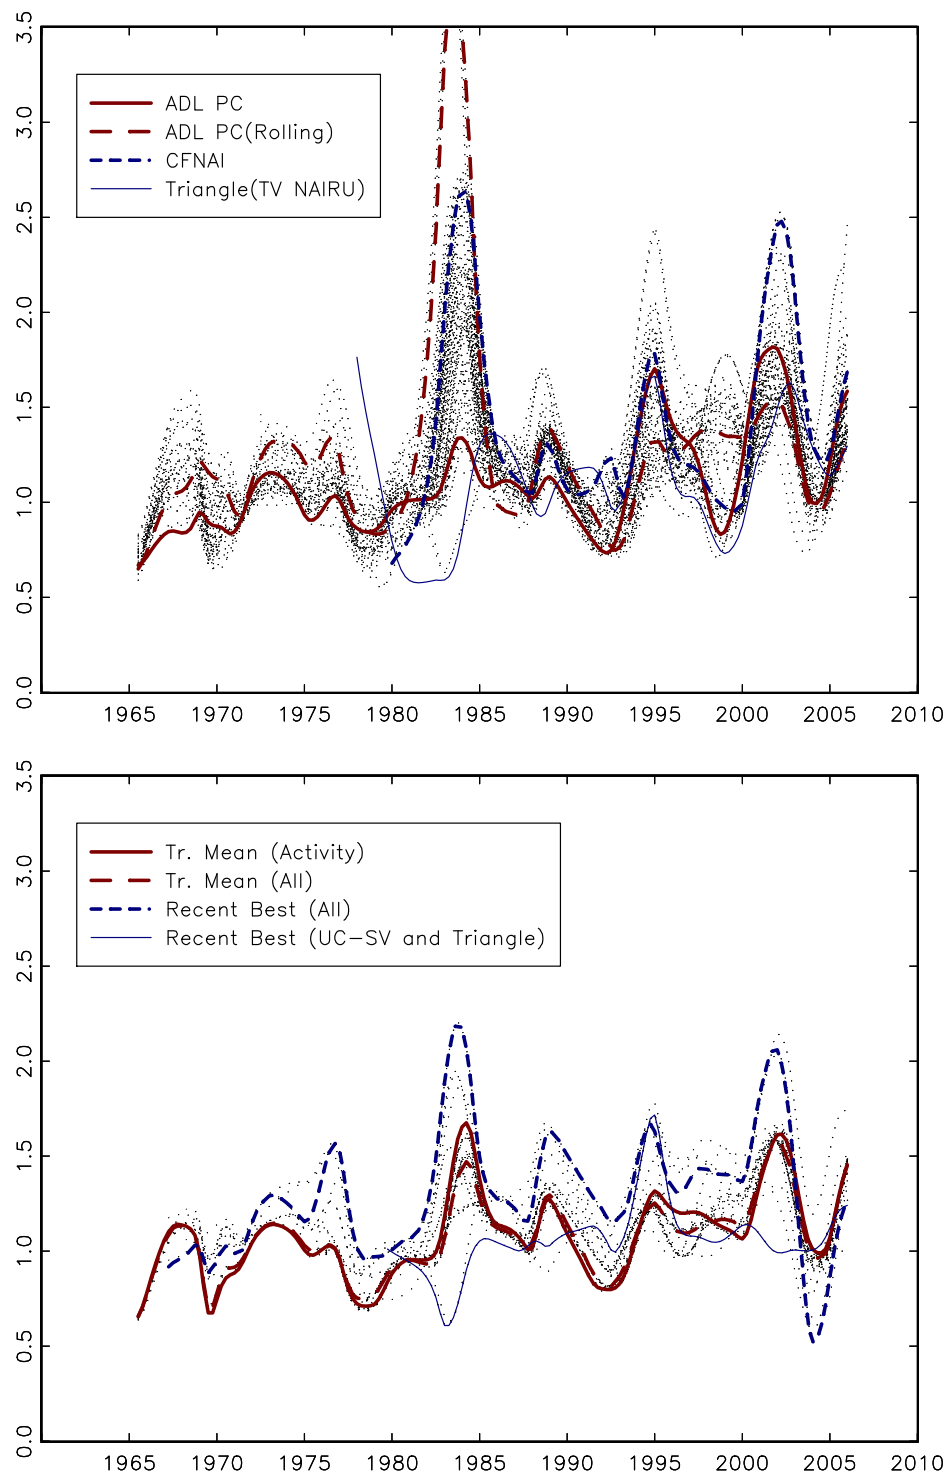 3.5
3.0
2.5
2.0
1.5
1.0
0.5
0.0
ADL PC
ADL PC(Rolling)
CFNAI
Triangle(TV NAIRU)
1965 1970 1975 1980 1985 1990 1995 2000 2005 2010
3.5
3.0
2.5
2.0
1.5
1.0
0.5
0.0
Tr. Mean (Activity)
Tr. Mean (All)
Recent Best (All)
Recent Best (UC-SV and Triangle)
1965 1970 1975 1980 1985 1990 1995 2000 2005 2010